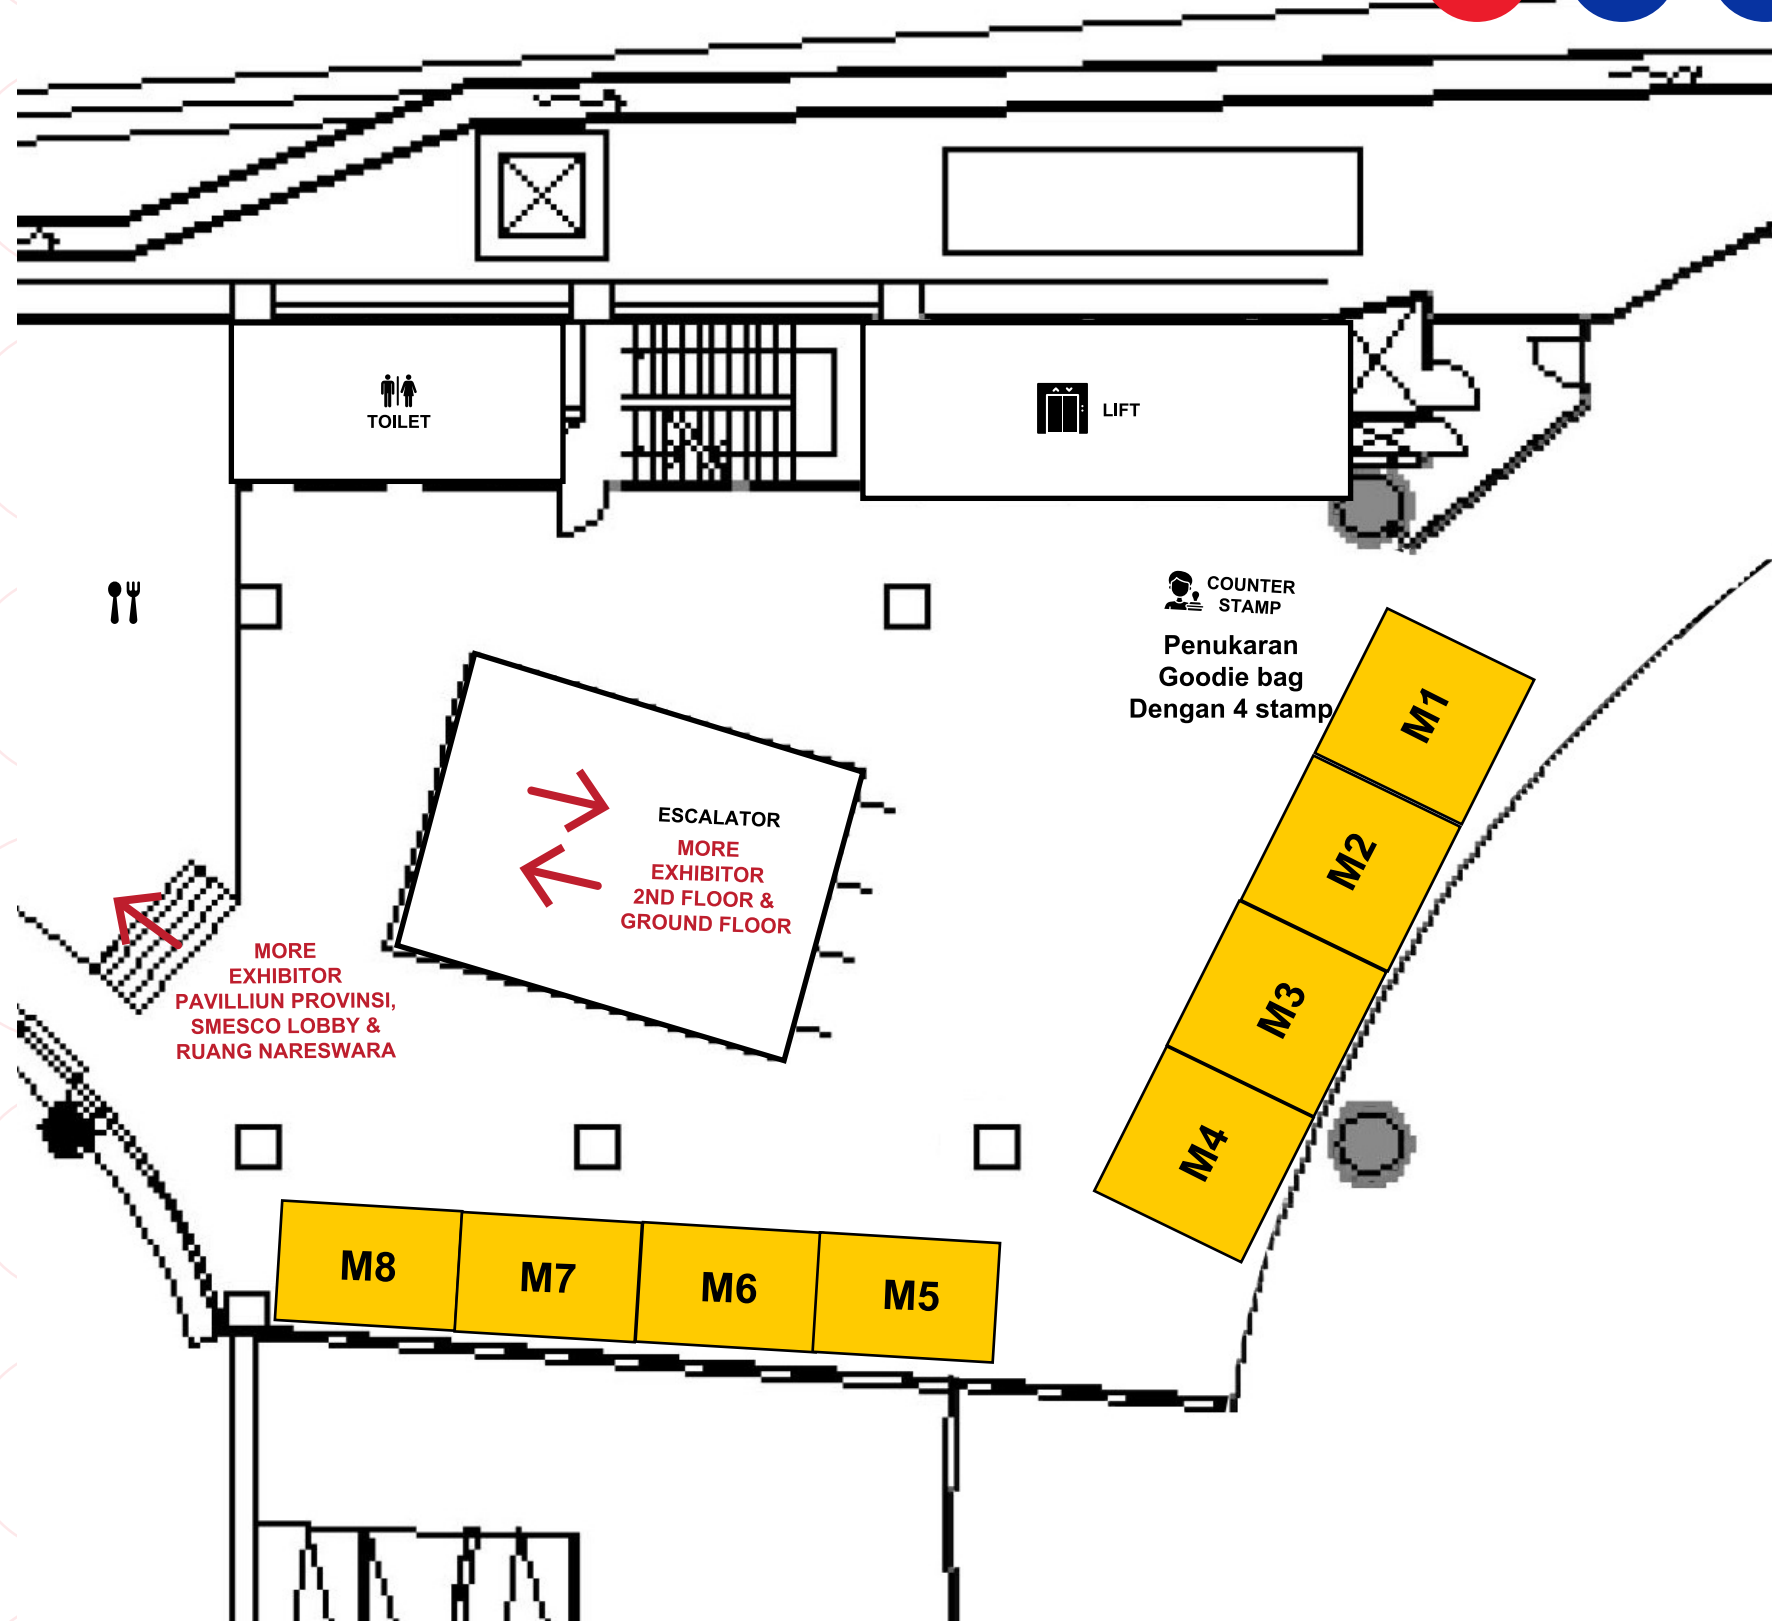 TOILET
LIFT
COUNTER
STAMP
Penukaran
Goodie bag
Dengan 4 stamp
M1
M2
M3
M4
ESCALATOR
MORE
EXHIBITOR
2ND FLOOR &
GROUND FLOOR
MORE
EXHIBITOR
PAVILLIUN PROVINSI,
SMESCO LOBBY &
RUANG NARESWARA
M8
M7
M6
M5